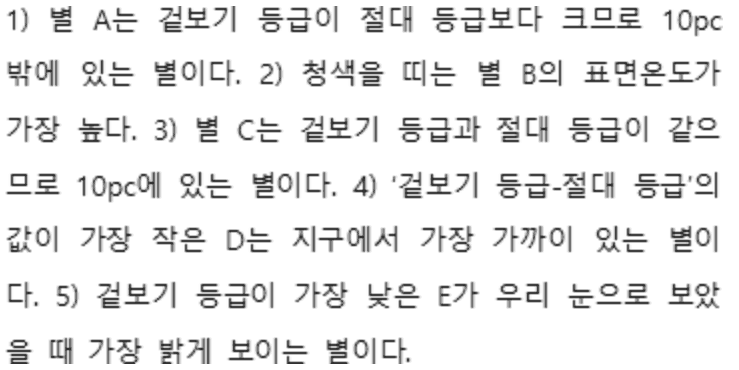 1) 별 A는 겉보기 등급이 절대 등급보다 크므로 10pc
밖에 있는 별이다. 2) 청색을 띠는 별 B의 표면온도가
가장 높다. 3) 별 C는 겉보기 등급과 절대 등급이 같으
므로 10pc에 있는 별이다. 4) ‘겉보기 등급-절대 등급’의
값이 가장 작은 D는 지구에서 가장 가까이 있는 별이
다. 5) 겉보기 등급이 가장 낮은 E가 우리 눈으로 보았
을 때 가장 밝게 보이는 별이다.